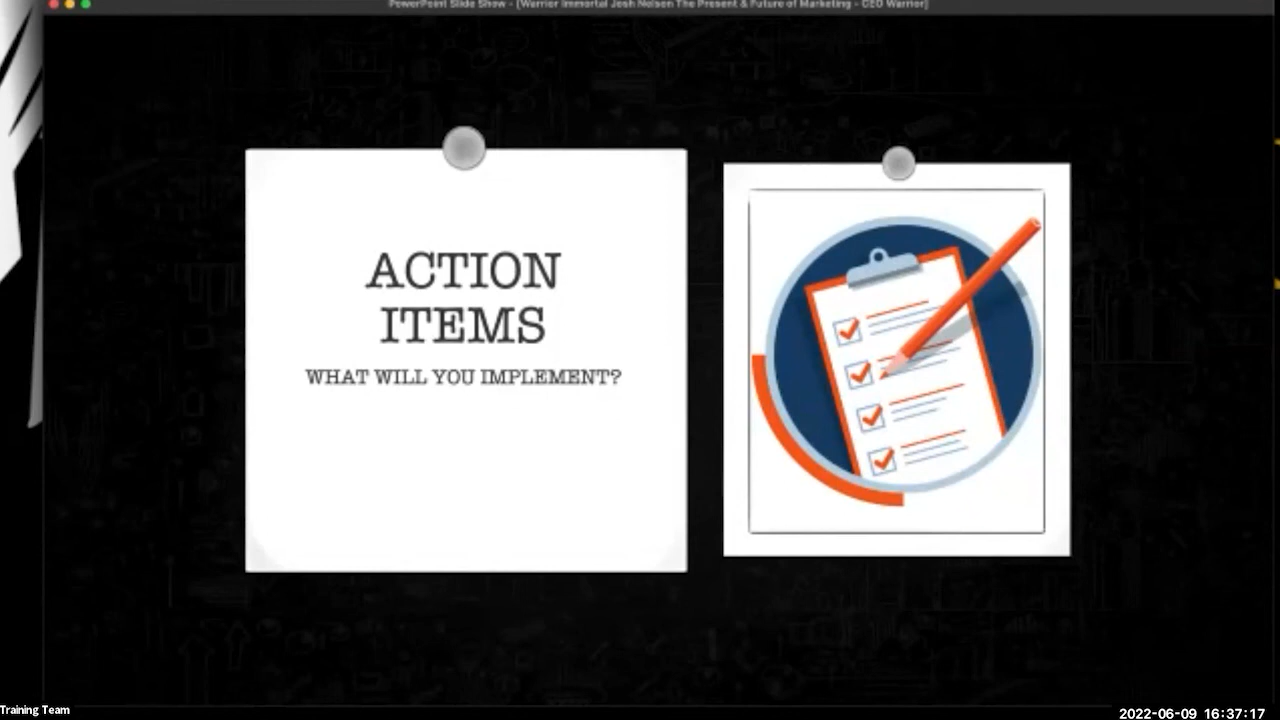 PowerPoint Slide Show - [Warrior Immortal Josh Nelson The Present & Future of Marketing - CEO Warrior]
ACTION
ITEMS
WHAT WILL YOU IMPLEMENT?
Training Team
2022-06-09 16:37:17